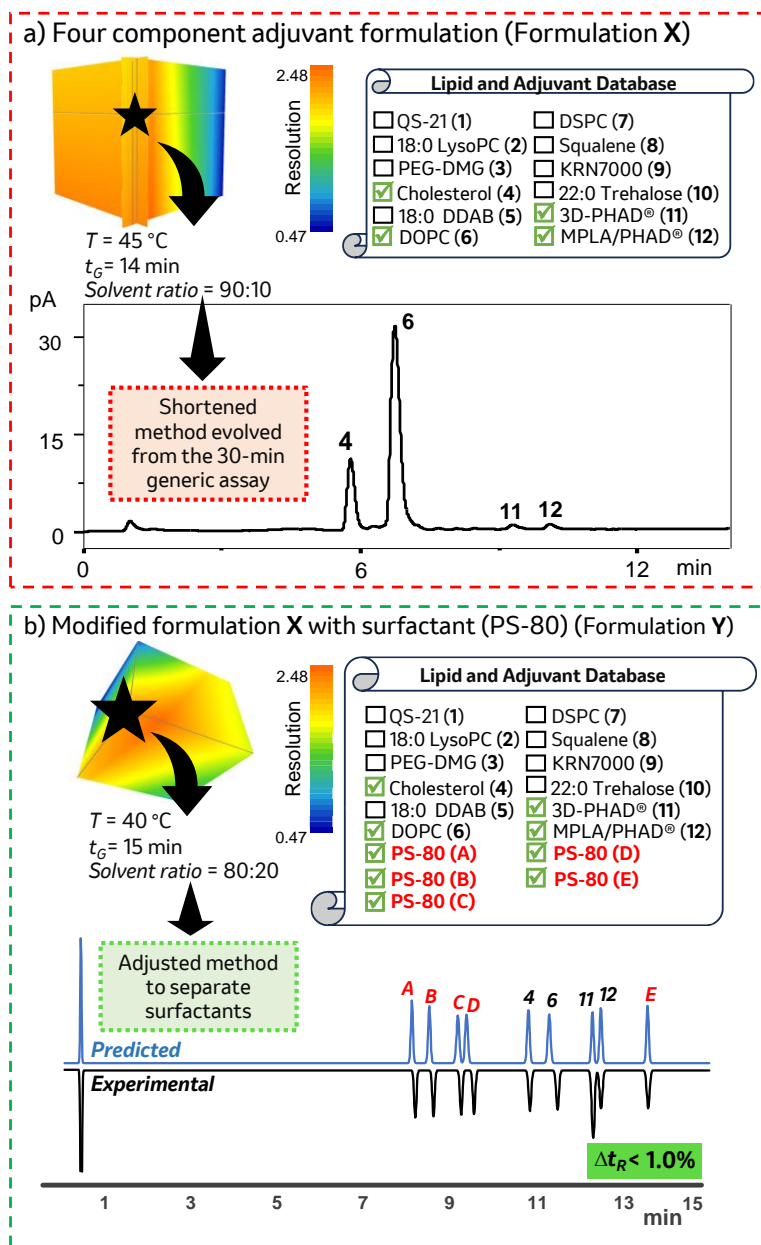 a) Four component adjuvant formulation (Formulation X)
2.48
Resolution
0.47
Lipid and Adjuvant Database
QS-21 (1)
18:0 LysoPC (2)
PEG-DMG (3)
Cholesterol (4)
18:0 DDAB (5)
DOPC (6)
DSPC (7)
Squalene (8)
KRN7000 (9)
22:0 Trehalose (10)
3D-PHAD® (11)
MPLA/PHAD® (12)
T = 45 °C
tG= 14 min
Solvent ratio = 90:10
pA
30
15
0
Shortened
method evolved
from the 30-min
generic assay
4
6
11
12
0
6
12
min
b) Modified formulation X with surfactant (PS-80) (Formulation Y)
2.48
Resolution
0.47
Lipid and Adjuvant Database
QS-21 (1)
18:0 LysoPC (2)
PEG-DMG (3)
Cholesterol (4)
18:0 DDAB (5)
DOPC (6)
PS-80 (A)
PS-80 (B)
PS-80 (C)
DSPC (7)
Squalene (8)
KRN7000 (9)
22:0 Trehalose (10)
3D-PHAD® (11)
MPLA/PHAD® (12)
PS-80 (D)
PS-80 (E)
T = 40 °C
tG = 15 min
Solvent ratio = 80:20
Adjusted method
to separate
surfactants
A
B
C
D
4
6
11
12
E
Predicted
Experimental
ΔtR< 1.0%
1
3
5
7
9
11
13
15
min